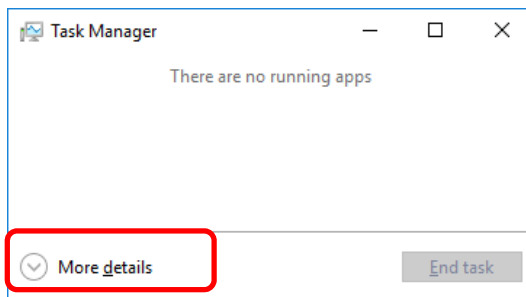 Task Manager
There are no running apps
More details
End task